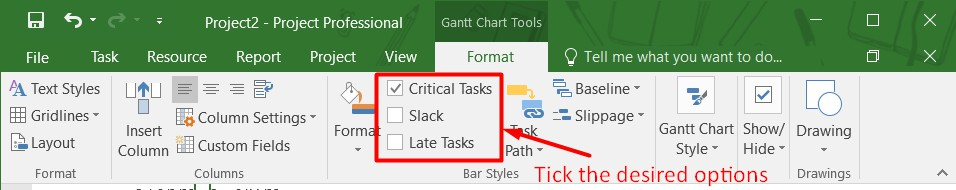 Project2 - Project Professional
Gantt Chart Tools
File Task Resource Report Project View Format Tell me what you want to do...
Text Styles
Gridlines
Layout
Format
Insert
Column
Column Settings
Custom Fields
Columns
Format
Critical Tasks
Slack
Late Tasks
Task
Path
Baseline
Slippage
Bar Styles
Gantt Chart
Style
Show/
Hide
Drawing
Drawings
Tick the desired options